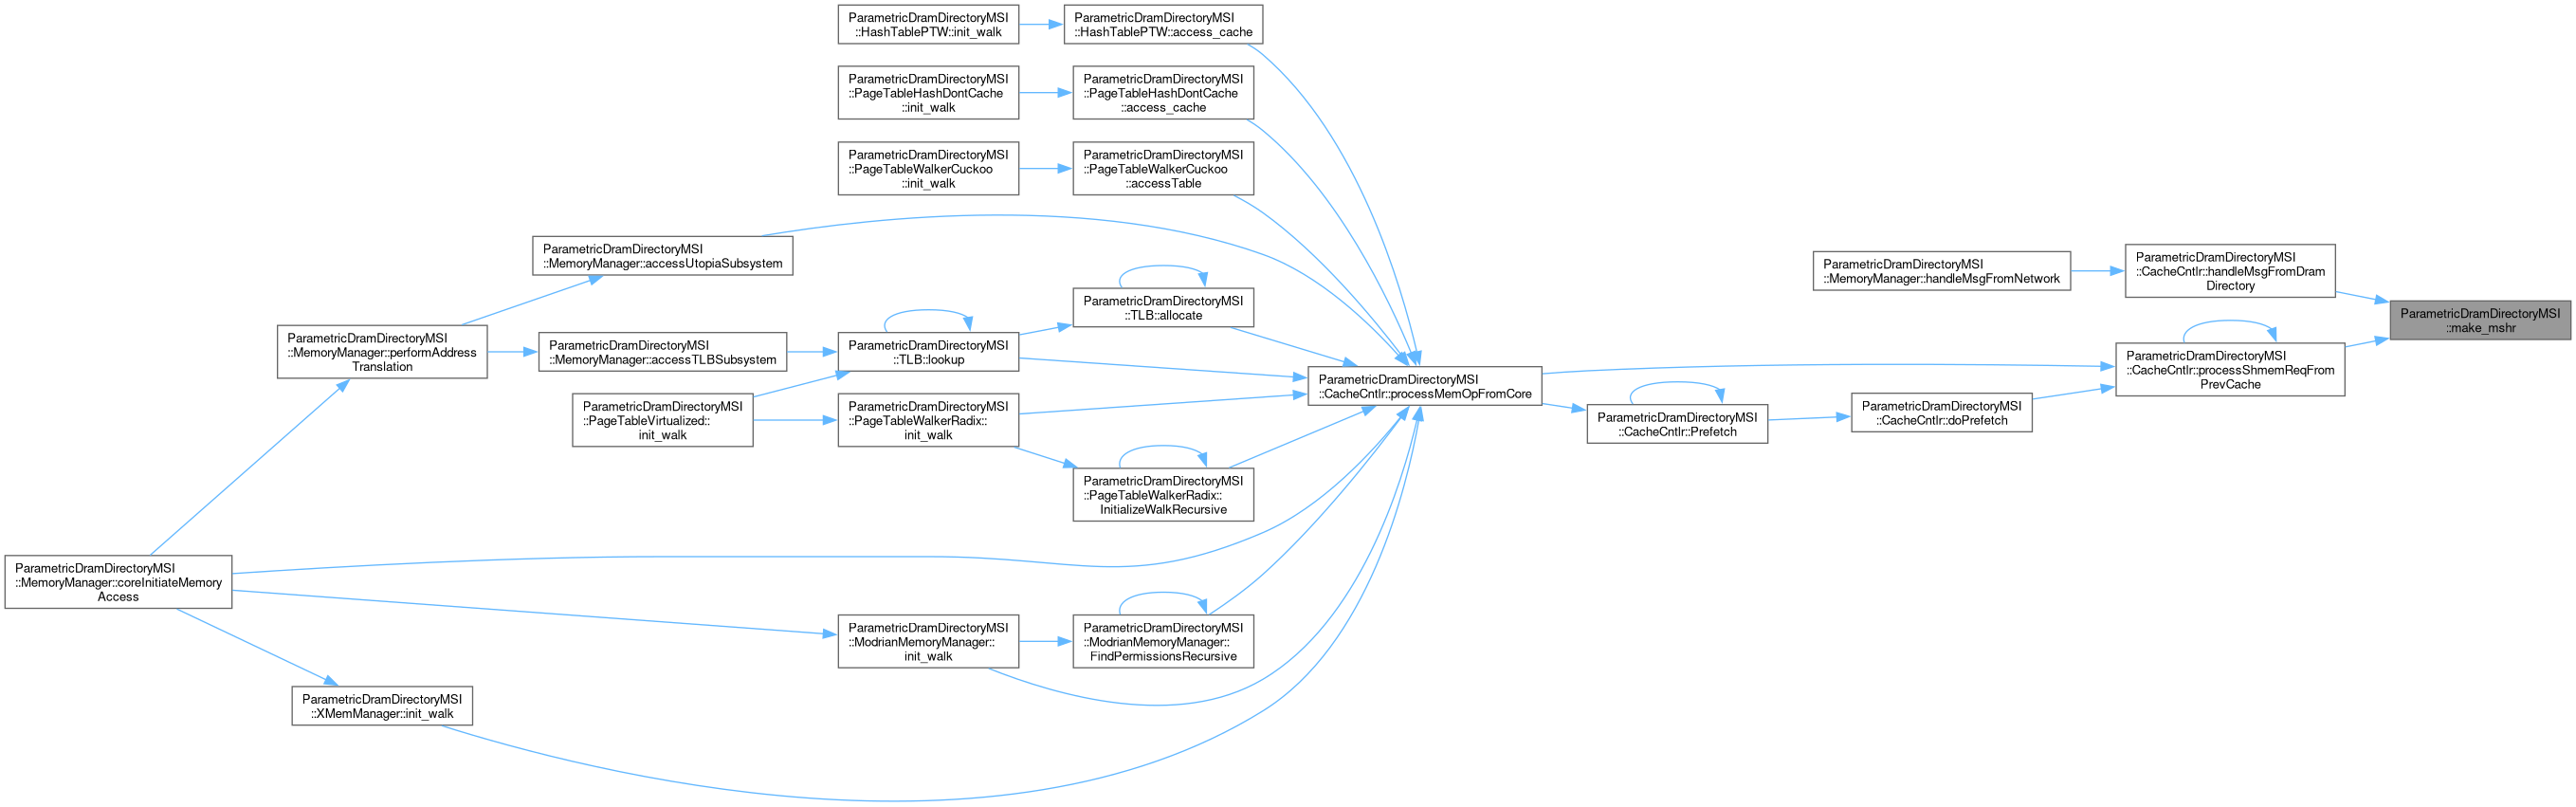 ParametricDramDirectoryMSI
::HashTablePTW::init_walk
ParametricDramDirectoryMSI
::HashTablePTW::access_cache
ParametricDramDirectoryMSI
::PageTableHashDontCache
::init_walk
ParametricDramDirectoryMSI
::PageTableHashDontCache
::access_cache
ParametricDramDirectoryMSI
::PageTableWalkerCuckoo
::init_walk
ParametricDramDirectoryMSI
::PageTableWalkerCuckoo
::accessTable
ParametricDramDirectoryMSI
::MemoryManager::accessUtopiaSubsystem
ParametricDramDirectoryMSI
::MemoryManager::handleMsgFromNetwork
ParametricDramDirectoryMSI
::CacheCntlr::handleMsgFromDram
Directory
ParametricDramDirectoryMSI
::TLB::allocate
ParametricDramDirectoryMSI
::make_mshr
ParametricDramDirectoryMSI
::MemoryManager::performAddress
Translation
ParametricDramDirectoryMSI
::MemoryManager::accessTLBSubsystem
ParametricDramDirectoryMSI
::TLB::lookup
ParametricDramDirectoryMSI
::CacheCntlr::processShmemReqFrom
PrevCache
ParametricDramDirectoryMSI
::CacheCntlr::processMemOpFromCore
ParametricDramDirectoryMSI
::PageTableVirtualized::
init_walk
ParametricDramDirectoryMSI
::PageTableWalkerRadix::
init_walk
ParametricDramDirectoryMSI
::CacheCntlr::Prefetch
ParametricDramDirectoryMSI
::CacheCntlr::doPrefetch
ParametricDramDirectoryMSI
::PageTableWalkerRadix::
InitializeWalkRecursive
ParametricDramDirectoryMSI
::MemoryManager::coreInitiateMemory
Access
ParametricDramDirectoryMSI
::ModrianMemoryManager::
init_walk
ParametricDramDirectoryMSI
::ModrianMemoryManager::
FindPermissionsRecursive
ParametricDramDirectoryMSI
::XMemManager::init_walk